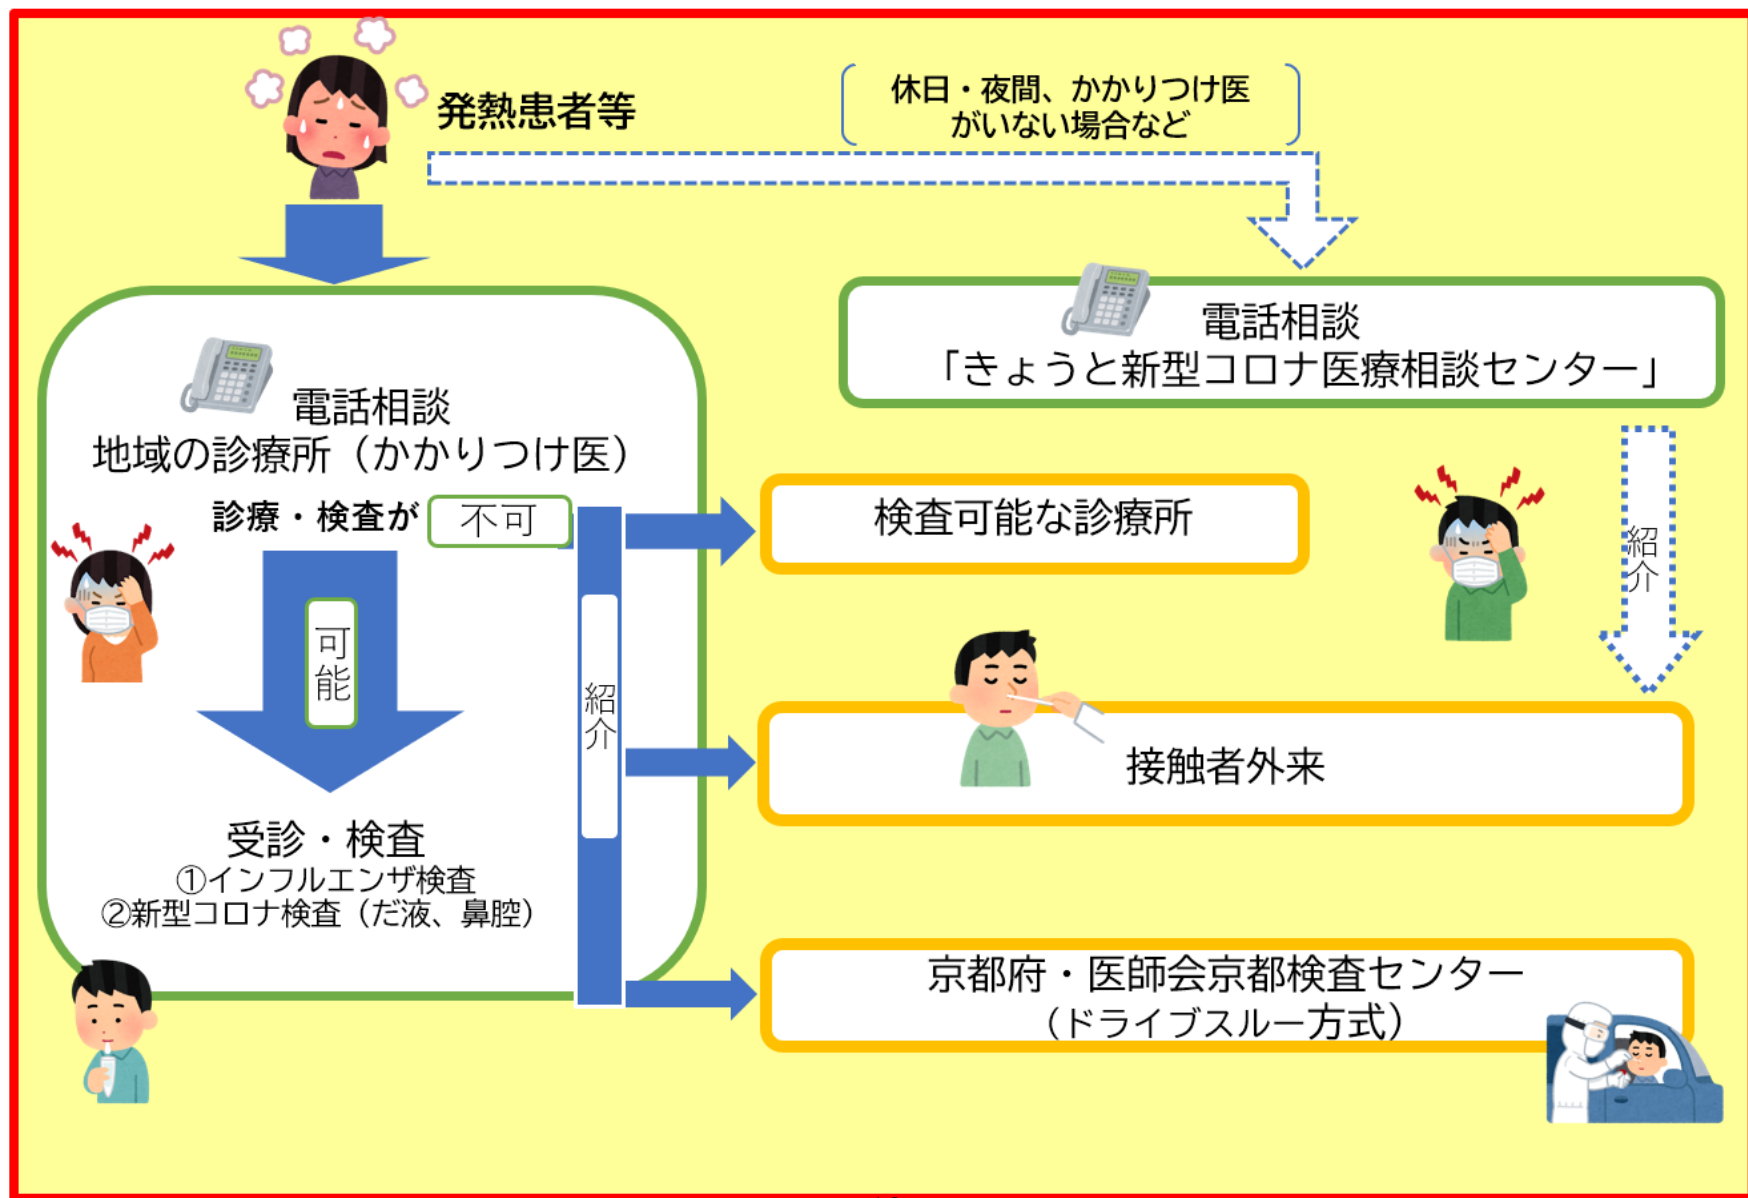 発熱患者等
休日・夜間、かかりつけ医
がいない場合など
電話相談
「きょうと新型コロナ医療相談センター」
電話相談
地域の診療所（かかりつけ医）
診療・検査が
不可
可能
紹介
紹介
検査可能な診療所
接触者外来
受診・検査
①インフルエンザ検査
②新型コロナ検査（だ液、鼻腔）
京都府・医師会京都検査センター
（ドライブスルー方式）